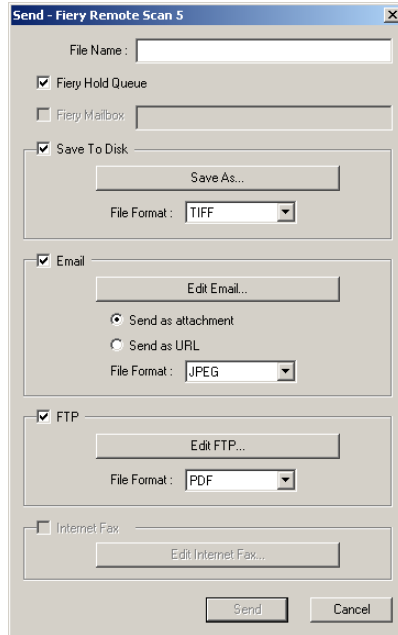 Send - Fiery Remote Scan 5
File Name :
Fiery Hold Queue
Fiery Mailbox
Save To Disk
Save As...
File Format : TIFF
Email
Edit Email...
Send as attachment
Send as URL
File Format : JPEG
FTP
Edit FTP...
File Format : PDF
Internet Fax
Edit Internet Fax...
Send Cancel